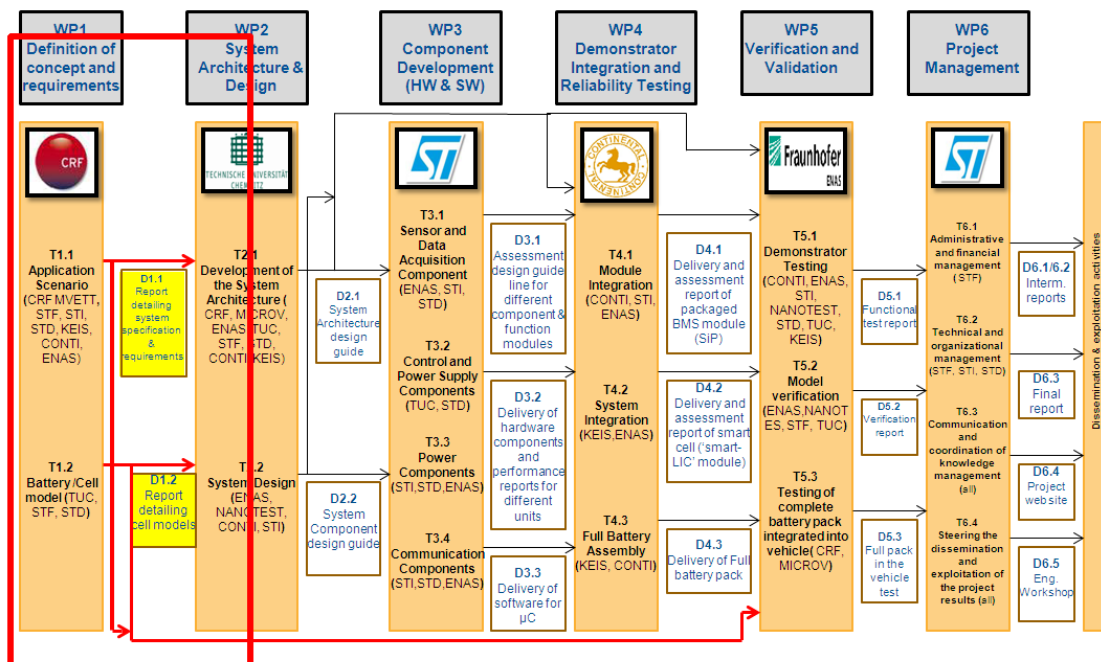 WP1
Definition of
concept and
requirements
WP2
System
Architecture &
Design
WP3
Component
Development
(HW & SW)
WP4
Demonstrator
Integration and
Reliability Testing
WP5
Verification and
Validation
WP6
Project
Management
CRF
TECHNISCHE UNIVERSITÄT
CHEMNITZ
ST
CONTINENTAL
CONTINENTAL
Fraunhofer
ENAS
ST
T1.1
Application
Scenario
(CRF MVETT,
STF, STI,
STD, KEIS,
CONTI,
ENAS)
T1.2
Battery /Cell
model (TUC,
STF, STD)
D1.1
Report
detailing
system
specification
&
requirements
D1.2
Report
detailing
cell models
T2.1
Development of
the System
Architecture (
CRF, MICROV,
ENAS, TUC,
STF, STD,
CONTI, KEIS)
T2.2
System Design
(ENAS,
NANOTEST,
CONTI, STI)
D2.1
System
Architecture
design
guide
D2.2
System
Component
design guide
T3.1
Sensor and
Data
Acquisition
Component
(ENAS, STI,
STD)
T3.2
Control and
Power Supply
Components
(TUC, STD)
T3.3
Power
Components
(STI,STD,ENAS)
T3.4
Communication
Components
(STI,STD,ENAS)
D3.1
Assessment
design guide
line for
different
component
& function
modules
D3.2
Delivery of
hardware
components
and
performance
reports for
different
units
D3.3
Delivery of
software for
µC
T4.1
Module
Integration
(CONTI, STI,
ENAS)
T4.2
System
Integration
(KEIS,ENAS)
T4.3
Full Battery
Assembly
(KEIS, CONTI)
D4.1
Delivery and
assessment
report of
packaged
BMS module
(SiP)
D4.2
Delivery and
assessment
report of smart
cell ('smart-
LIC' module)
D4.3
Delivery of Full
battery pack
T5.1
Demonstrator
Testing
(CONTI, ENAS,
STI,
NANOTEST,
STD, TUC,
KEIS)
T5.2
Model
verification
(ENAS,NANOT
ES, STF, TUC)
T5.3
Testing of
complete
battery pack
integrated into
vehicle( CRF,
MICROV)
D5.1
Functional
test report
D5.2
Verification
report
D5.3
Full pack
in the
vehicle
test
T6.1
Administrative
and financial
management
(STF)
T6.2
Technical and
organizational
management
(STF, STI, STD)
T6.3
Communication
and
coordination of
knowledge
management
(all)
T6.4
Steering the
dissemination
and
exploitation of
the project
results (all)
D6.1/6.2
Interm.
reports
D6.3
Final
report
D6.4
Project
web site
D6.5
Eng.
Workshop
Dissemination & exploitation activities